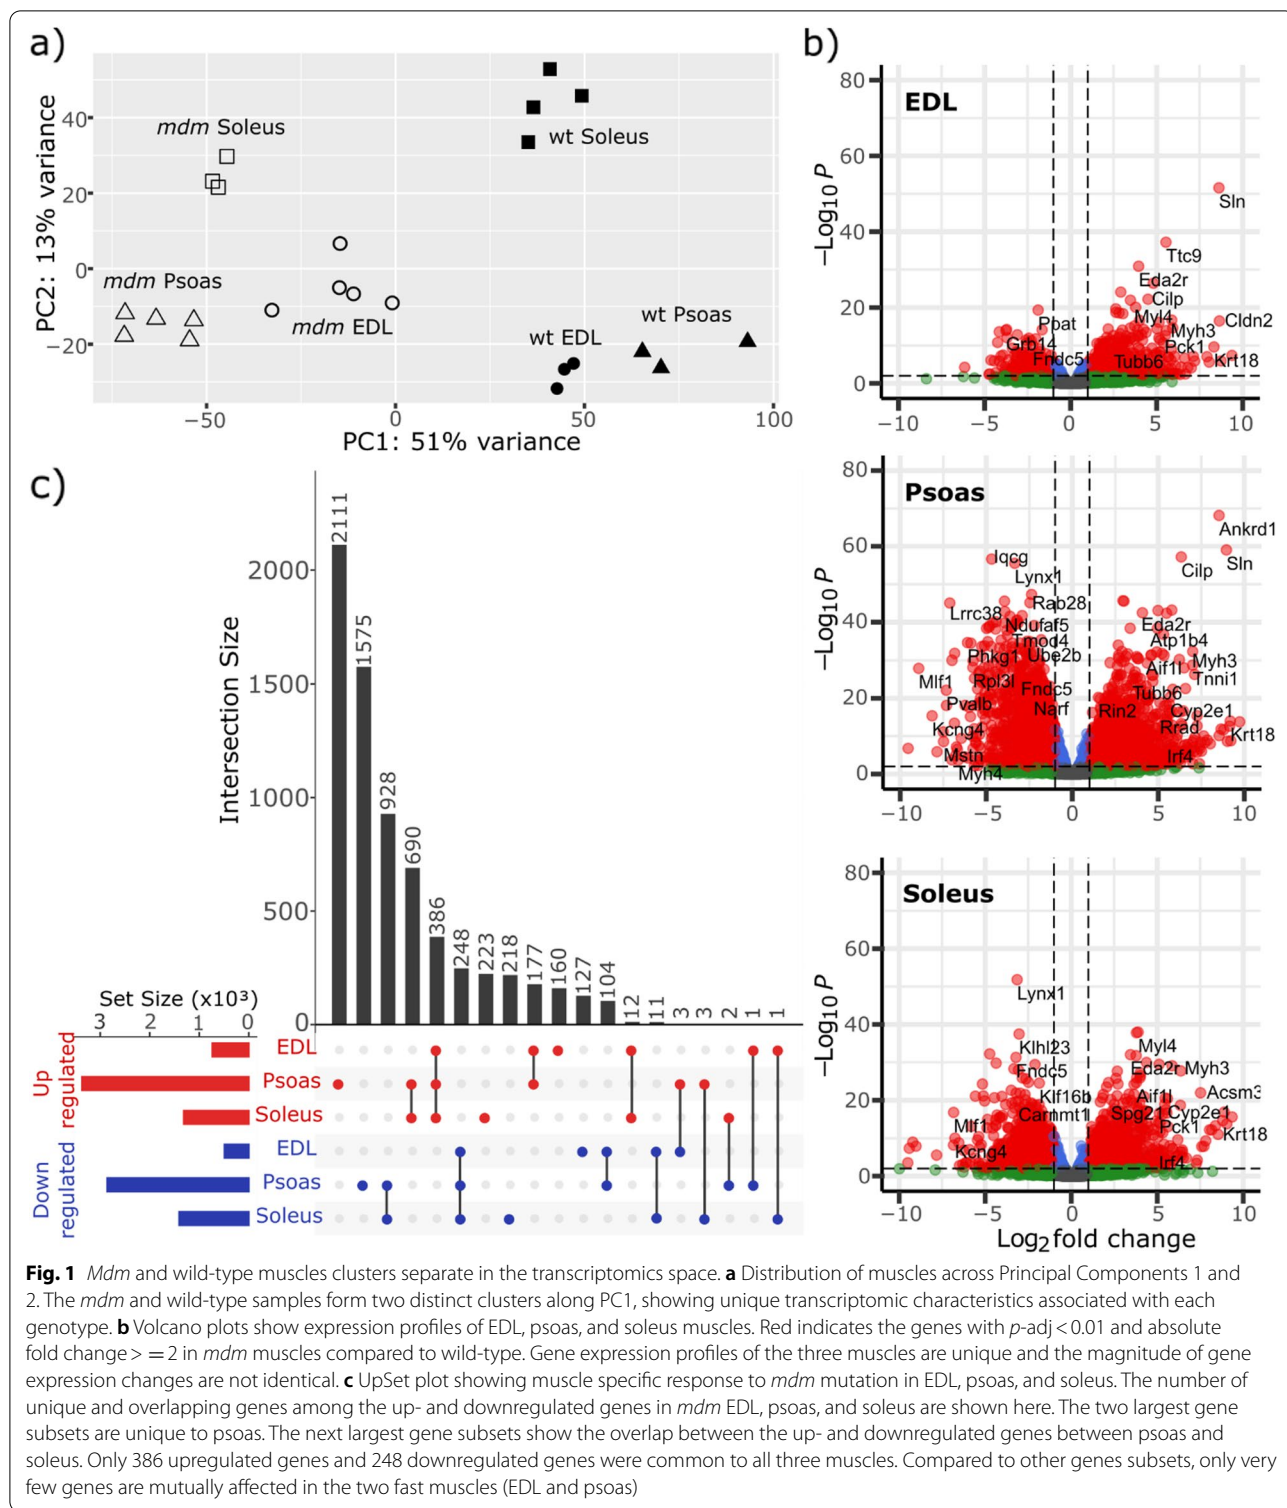 a)
PC2: 13% variance
40
20
0
−20
mdm Soleus
wt Soleus
mdm Psoas
mdm EDL
wt EDL
wt Psoas
−50
0
50
100
PC1: 51% variance
b)
EDL
−Log10 P
80
60
40
20
0
Sln
Ttc9
Eda2r
Cilp
Myl4
Cldn2
Myh3
Pck1
Krt18
Tubb6
Ppat
Grb14
Fndc5
−10
−5
0
5
10
Psoas
−Log10 P
80
60
40
20
0
Ankrd1
Sln
Cilp
Iqcg
Lynx1
Rab28
Lrrc38
Ndufaf5
Tmod4
Phkg1
Ube2b
Mlf1
Rpl3l
Fndc5
Pvalb
Narf
Kcng4
Mstn
Myh4
Eda2r
Atp1b4
Myh3
Aif1l
Tnni1
Tubb6
Rin2
Cyp2e1
Rrad
Krt18
Irf4
−10
−5
0
5
10
Soleus
−Log10 P
80
60
40
20
0
Lynx1
Klhl23
Fndc5
Klf16b
Cammt1
Mlf1
Kcng4
Myl4
Eda2r
Myh3
Acsm3
Aif1l
Spg21
Cyp2e1
Pck1
Krt18
Irf4
−10
−5
0
5
10
Log2 fold change
c)
Intersection Size
2000
1500
1000
500
0
2111
1575
928
690
386
248
223
218
177
160
127
104
12
11
3
3
2
1
1
Set Size (x10³)
3
2
1
0
Up
regulated
EDL
Psoas
Soleus
Down
regulated
EDL
Psoas
Soleus
Fig. 1 Mdm and wild-type muscles clusters separate in the transcriptomics space. a Distribution of muscles across Principal Components 1 and
2. The mdm and wild-type samples form two distinct clusters along PC1, showing unique transcriptomic characteristics associated with each
genotype. b Volcano plots show expression profiles of EDL, psoas, and soleus muscles. Red indicates the genes with p-adj < 0.01 and absolute
fold change > = 2 in mdm muscles compared to wild-type. Gene expression profiles of the three muscles are unique and the magnitude of gene
expression changes are not identical. c UpSet plot showing muscle specific response to mdm mutation in EDL, psoas, and soleus. The number of
unique and overlapping genes among the up- and downregulated genes in mdm EDL, psoas, and soleus are shown here. The two largest gene
subsets are unique to psoas. The next largest gene subsets show the overlap between the up- and downregulated genes between psoas and
soleus. Only 386 upregulated genes and 248 downregulated genes were common to all three muscles. Compared to other genes subsets, only very
few genes are mutually affected in the two fast muscles (EDL and psoas)